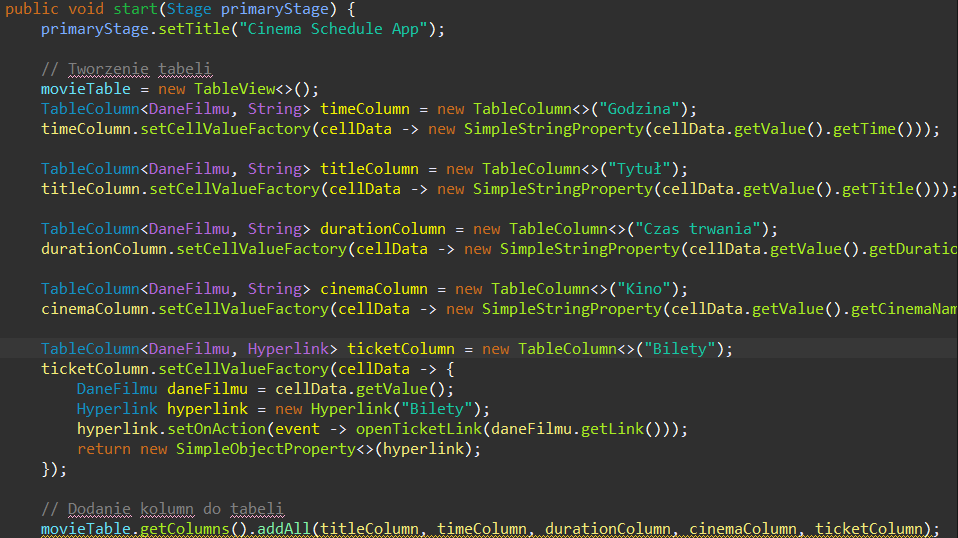 public void start(Stage primaryStage) {
    primaryStage.setTitle("Cinema Schedule App");
    // Tworzenie tabeli
    movieTable = new TableView<>();
    TableColumn<DaneFilmu, String> timeColumn = new TableColumn<>("Godzina");
    timeColumn.setCellValueFactory(cellData -> new SimpleStringProperty(cellData.getValue().getTime()));
    TableColumn<DaneFilmu, String> titleColumn = new TableColumn<>("Tytuł");
    titleColumn.setCellValueFactory(cellData -> new SimpleStringProperty(cellData.getValue().getTitle()));
    TableColumn<DaneFilmu, String> durationColumn = new TableColumn<>("Czas trwania");
    durationColumn.setCellValueFactory(cellData -> new SimpleStringProperty(cellData.getValue().getDuratio
    TableColumn<DaneFilmu, String> cinemaColumn = new TableColumn<>("Kino");
    cinemaColumn.setCellValueFactory(cellData -> new SimpleStringProperty(cellData.getValue().getCinemaNam
    TableColumn<DaneFilmu, Hyperlink> ticketColumn = new TableColumn<>("Bilety");
    ticketColumn.setCellValueFactory(cellData -> {
        DaneFilmu daneFilmu = cellData.getValue();
        Hyperlink hyperlink = new Hyperlink("Bilety");
        hyperlink.setOnAction(event -> openTicketLink(daneFilmu.getLink()));
        return new SimpleObjectProperty<>(hyperlink);
    });
    // Dodanie kolumn do tabeli
    movieTable.getColumns().addAll(titleColumn, timeColumn, durationColumn, cinemaColumn, ticketColumn);